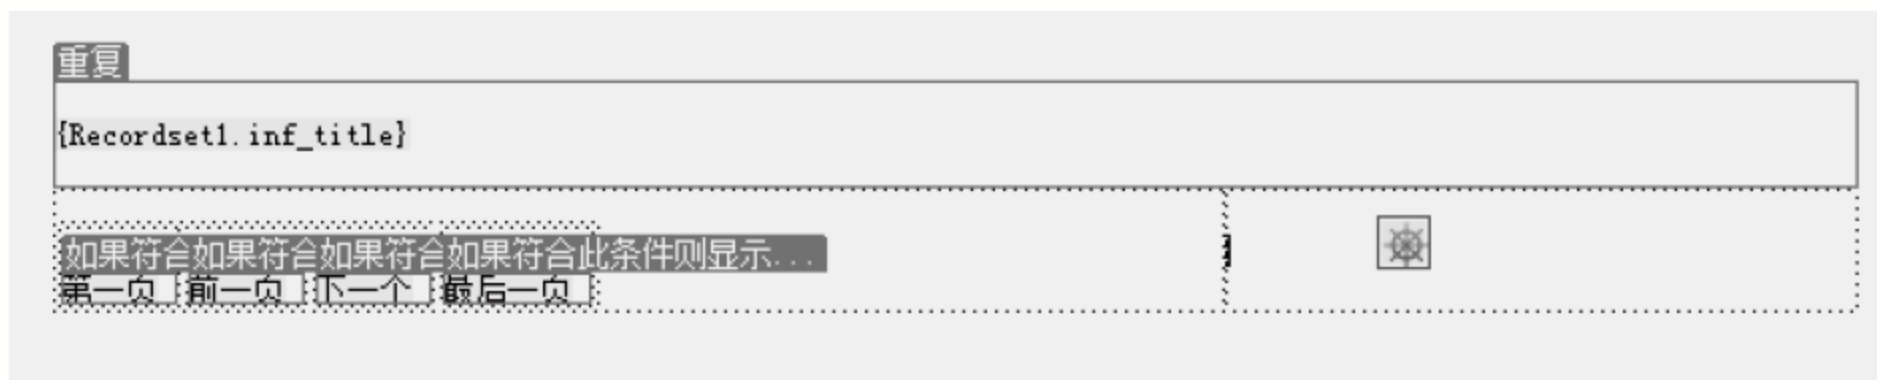 重复
{Recordset1.inf_title}
如果符合如果符合如果符合如果符合此条件则显示...
第一页 前一页 下一个 最后一页